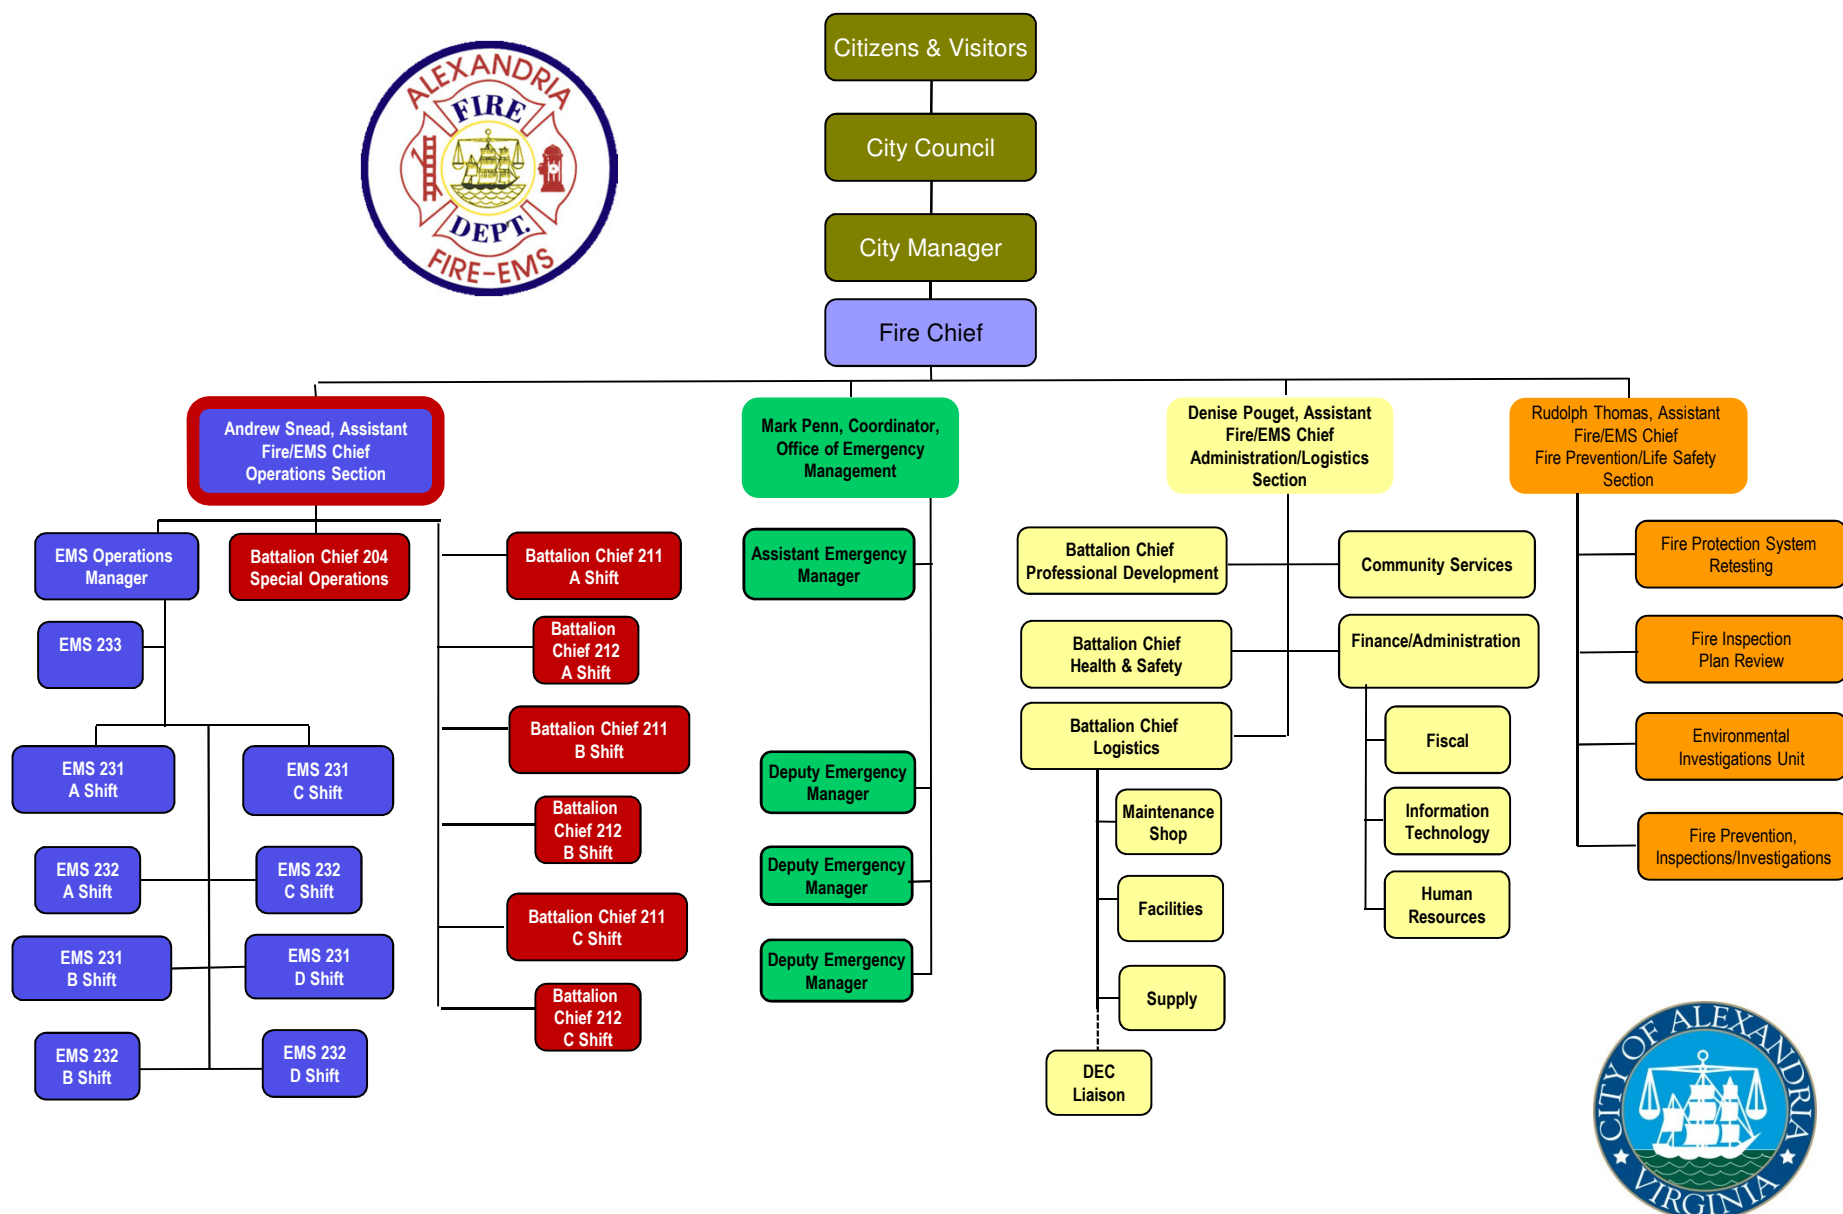 ALEXANDRIA
FIRE
DEPT.
FIRE-EMS
Citizens & Visitors
City Council
City Manager
Fire Chief
Andrew Snead, Assistant
Fire/EMS Chief
Operations Section
Mark Penn, Coordinator,
Office of Emergency
Management
Denise Pouget, Assistant
Fire/EMS Chief
Administration/Logistics
Section
Rudolph Thomas, Assistant
Fire/EMS Chief
Fire Prevention/Life Safety
Section
EMS Operations
Manager
Battalion Chief 204
Special Operations
EMS 233
EMS 231
A Shift
EMS 231
C Shift
EMS 232
A Shift
EMS 232
C Shift
EMS 231
B Shift
EMS 231
D Shift
EMS 232
B Shift
EMS 232
D Shift
Battalion Chief 211
A Shift
Battalion
Chief 212
A Shift
Battalion Chief 211
B Shift
Battalion
Chief 212
B Shift
Battalion Chief 211
C Shift
Battalion
Chief 212
C Shift
Assistant Emergency
Manager
Deputy Emergency
Manager
Deputy Emergency
Manager
Deputy Emergency
Manager
Battalion Chief
Professional Development
Community Services
Battalion Chief
Health & Safety
Finance/Administration
Battalion Chief
Logistics
Maintenance
Shop
Facilities
Supply
DEC
Liaison
Fiscal
Information
Technology
Human
Resources
Fire Protection System
Retesting
Fire Inspection
Plan Review
Environmental
Investigations Unit
Fire Prevention,
Inspections/Investigations
CITY OF ALEXANDRIA
VIRGINIA